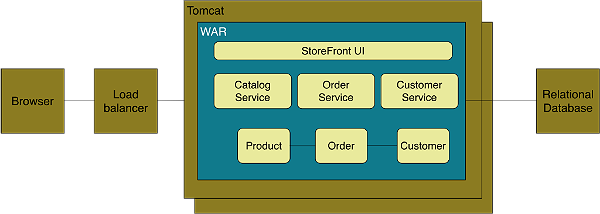 Tomcat
WAR
StoreFront UI
Catalog
Service
Order
Service
Customer
Service
Browser
Load
balancer
Relational
Database
Product
Order
Customer